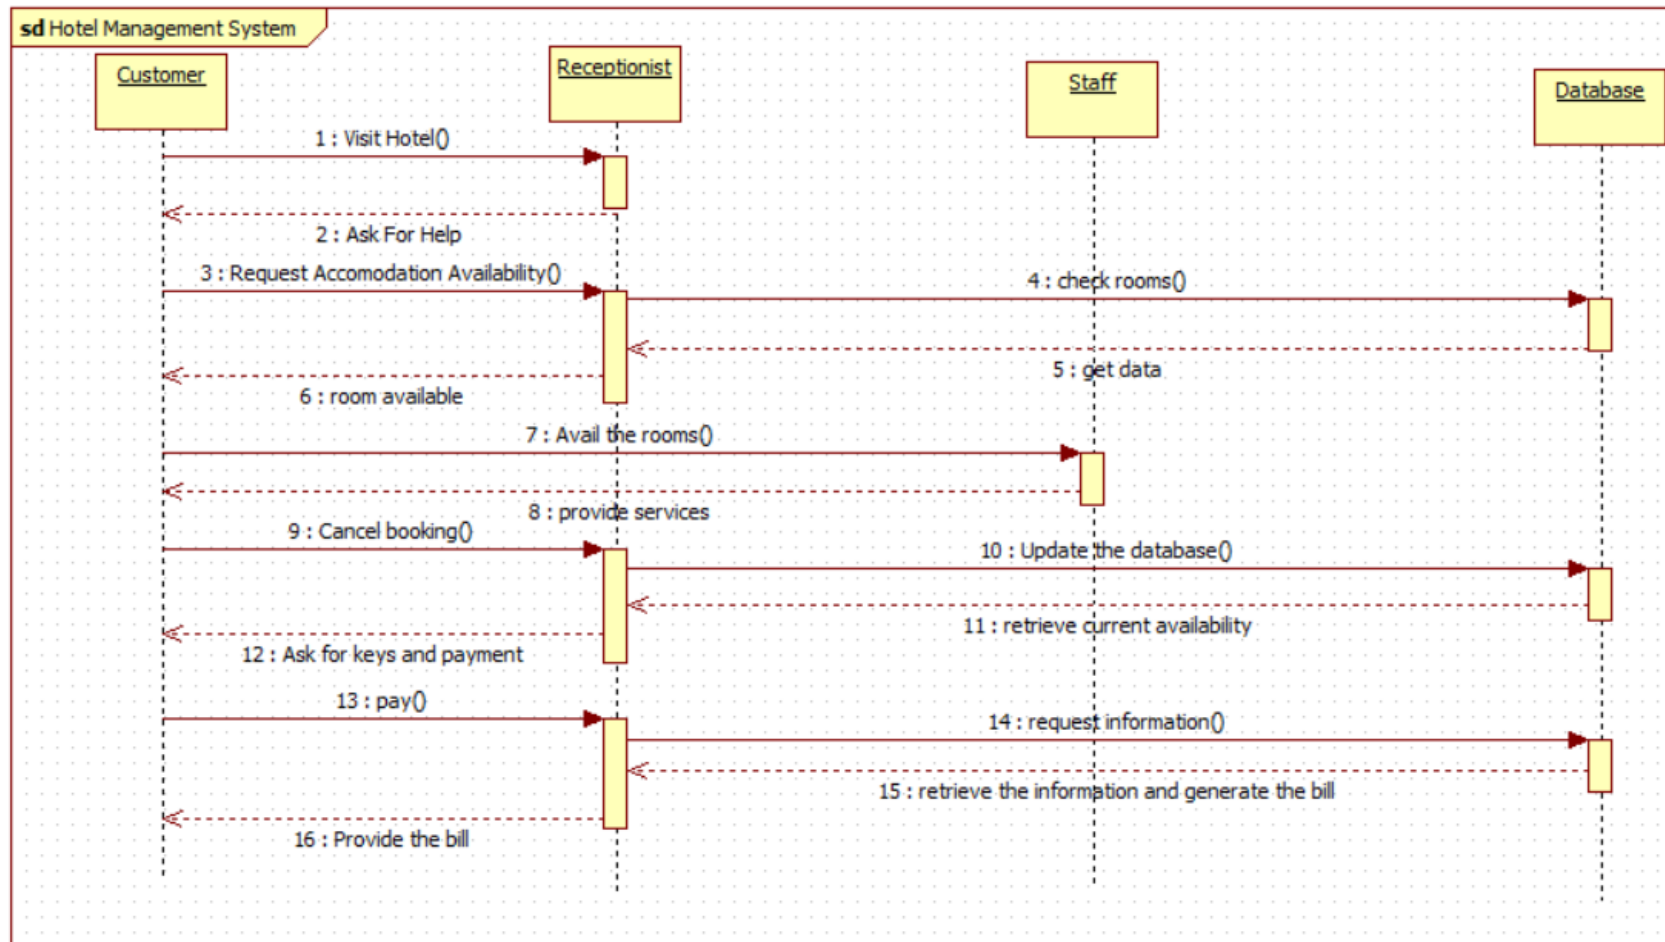 sd Hotel Management System
Customer
Receptionist
Staff
Database
1 : Visit Hotel()
2 : Ask For Help
3 : Request Accomodation Availability()
4 : check rooms()
5 : get data
6 : room available
7 : Avail the rooms()
8 : provide services
9 : Cancel booking()
10 : Update the database()
11 : retrieve current availability
12 : Ask for keys and payment
13 : pay()
14 : request information()
15 : retrieve the information and generate the bill
16 : Provide the bill